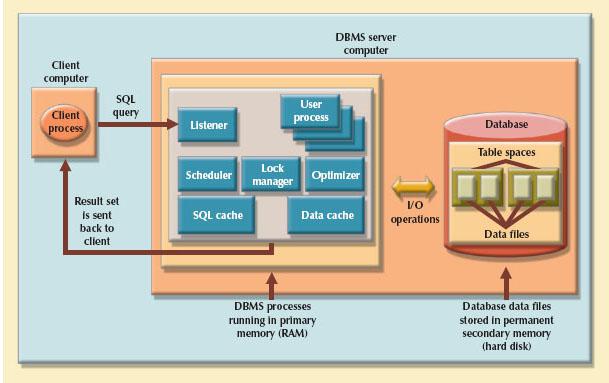 DBMS server
computer
Client
computer
Client
process
SQL
query
Listener
User
process
Scheduler
Lock
manager
Optimizer
SQL cache
Data cache
Result set
is sent
back to
client
I/O
operations
Database
Table spaces
Data files
DBMS processes
running in primary
memory (RAM)
Database data files
stored in permanent
secondary memory
(hard disk)